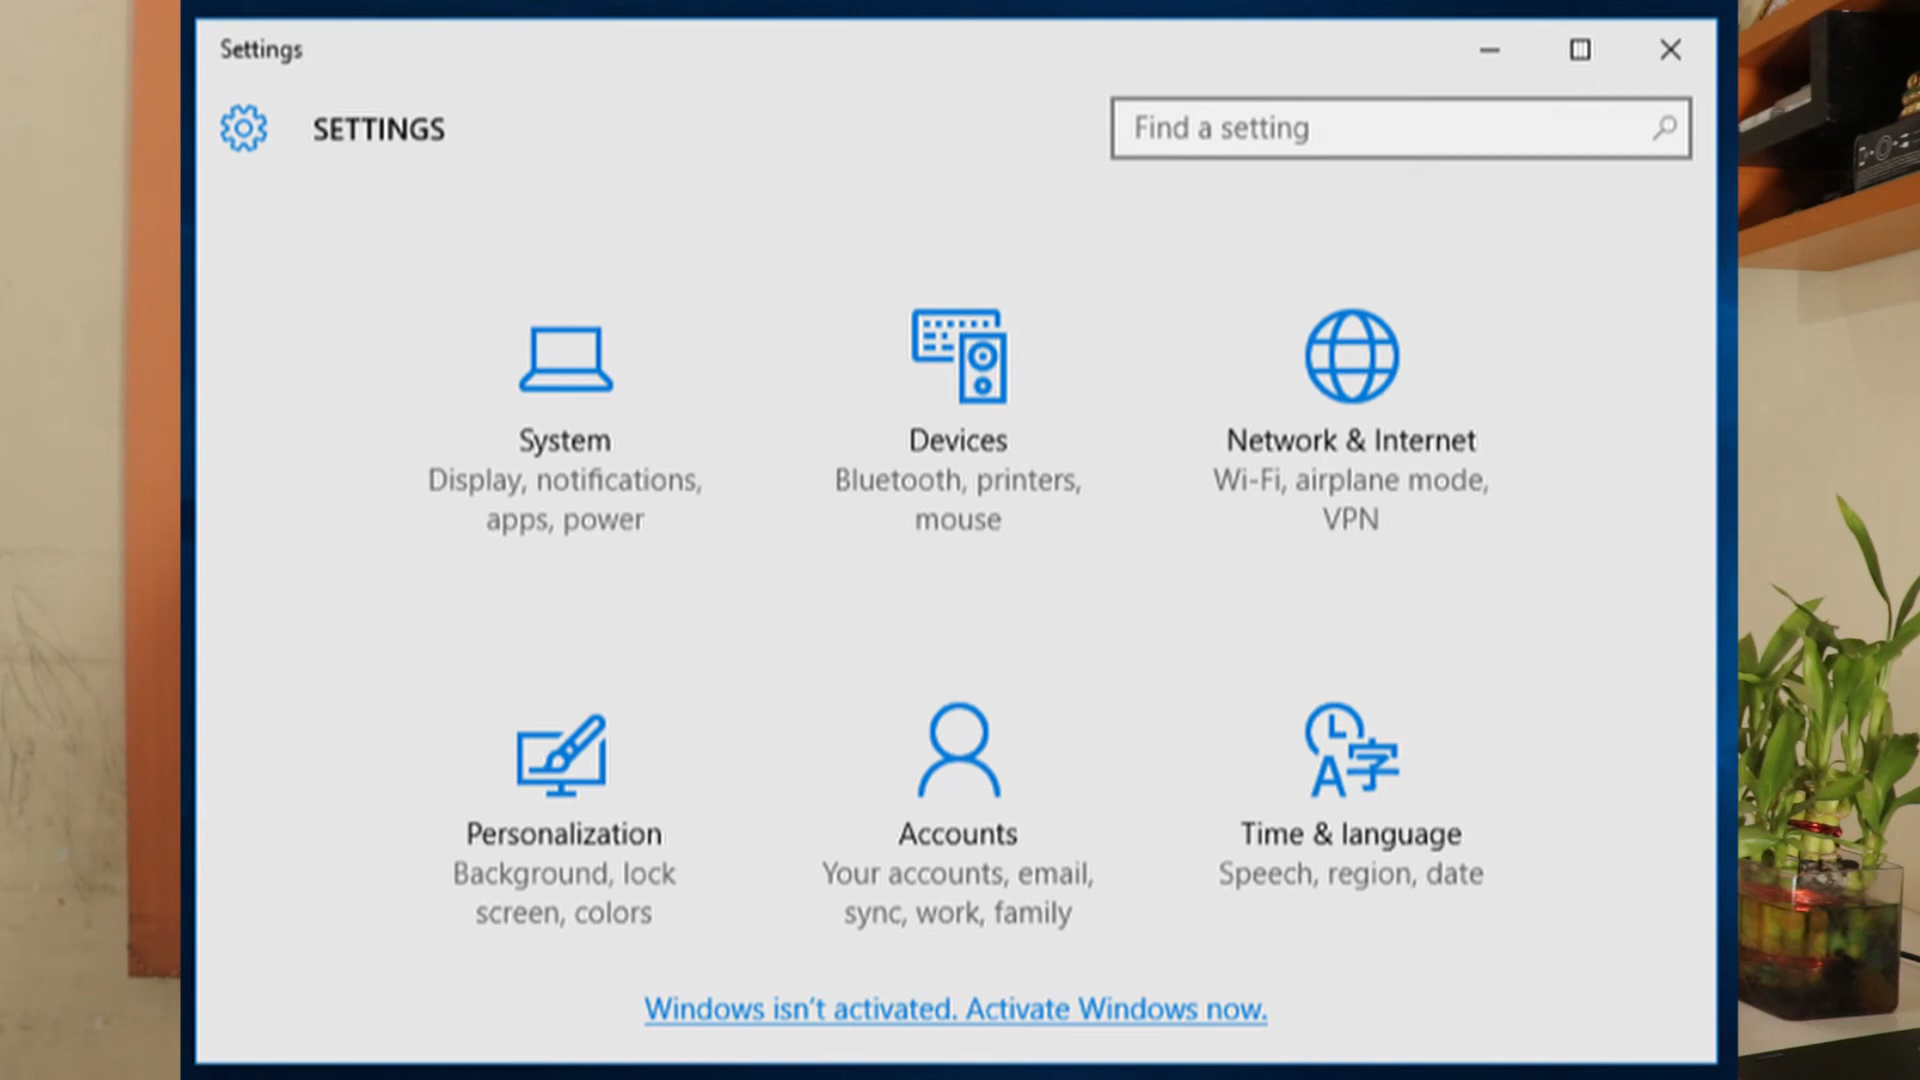 Settings
SETTINGS
Find a setting
System
Display, notifications,
apps, power
Devices
Bluetooth, printers,
mouse
Network & Internet
Wi-Fi, airplane mode,
VPN
Personalization
Background, lock
screen, colors
Accounts
Your accounts, email,
sync, work, family
Time & language
Speech, region, date
Windows isn't activated. Activate Windows now.